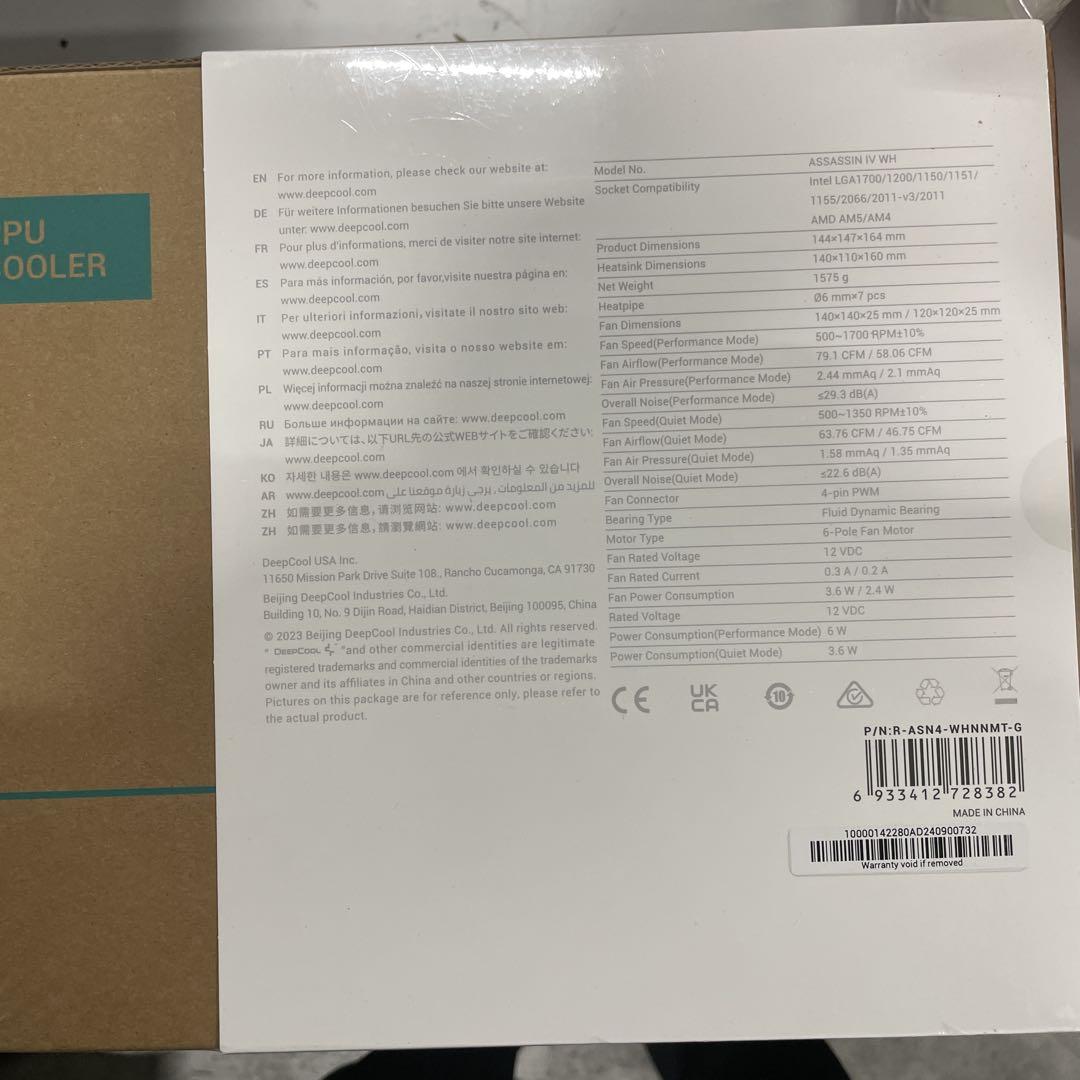 PU
COOLER
EN For more information, please check our website at:
www.deepcool.com
DE Für weitere Informationen besuchen Sie bitte unsere Website
unter: www.deepcool.com
FR Pour plus d'informations, merci de visiter notre site internet:
www.deepcool.com
ES Para más información, por favor,visite nuestra página en:
www.deepcool.com
IT Per ulteriori informazioni, visitate il nostro sito web:
www.deepcool.com
PT Para mais informação, visita o nosso website em:
www.deepcool.com
PL Więcej informacji można znaleźć na naszej stronie internetowej:
www.deepcool.com
RU Больше информации на сайте: www.deepcool.com
JA 詳細については、以下URL先の公式WEBサイトをご確認ください:
www.deepcool.com
KO 자세한 내용은 www.deepcool.com 에서 확인하실 수 있습니다
AR للمزيد من المعلومات, يرجى زيارة موقعنا على www.deepcool.com
ZH 如需要更多信息，请浏览网站: www.deepcool.com
ZH 如需要更多信息，請瀏覽網站: www.deepcool.com
DeepCool USA Inc.
11650 Mission Park Drive Suite 108., Rancho Cucamonga, CA 91730
Beijing DeepCool Industries Co., Ltd.
Building 10, No. 9 Dijin Road, Haidian District, Beijing 100095, China
© 2023 Beijing DeepCool Industries Co., Ltd. All rights reserved.
" DEEPCOOL "and other commercial identities are legitimate
registered trademarks and commercial identities of the trademarks
owner and its affiliates in China and other countries or regions.
Pictures on this package are for reference only, please refer to
the actual product.
Model No. ASSASSIN IV WH
Socket Compatibility Intel LGA1700/1200/1150/1151/
1155/2066/2011-v3/2011
AMD AM5/AM4
Product Dimensions 144×147×164 mm
Heatsink Dimensions 140×110×160 mm
Net Weight 1575 g
Heatpipe Ø6 mm×7 pcs
Fan Dimensions 140×140×25 mm / 120×120×25 mm
Fan Speed(Performance Mode) 500~1700 RPM±10%
Fan Airflow(Performance Mode) 79.1 CFM / 58.06 CFM
Fan Air Pressure(Performance Mode) 2.44 mmAq / 2.1 mmAq
Overall Noise(Performance Mode) ≤29.3 dB(A)
Fan Speed(Quiet Mode) 500~1350 RPM±10%
Fan Airflow(Quiet Mode) 63.76 CFM / 46.75 CFM
Fan Air Pressure(Quiet Mode) 1.58 mmAq / 1.35 mmAq
Overall Noise(Quiet Mode) ≤22.6 dB(A)
Fan Connector 4-pin PWM
Bearing Type Fluid Dynamic Bearing
Motor Type 6-Pole Fan Motor
Fan Rated Voltage 12 VDC
Fan Rated Current 0.3 A / 0.2 A
Fan Power Consumption 3.6 W / 2.4 W
Rated Voltage 12 VDC
Power Consumption(Performance Mode) 6 W
Power Consumption(Quiet Mode) 3.6 W
CE UK CA 10
P/N:R-ASN4-WHNNMT-G
6 933412 728382
MADE IN CHINA
10000142280AD240900732
Warranty void if removed